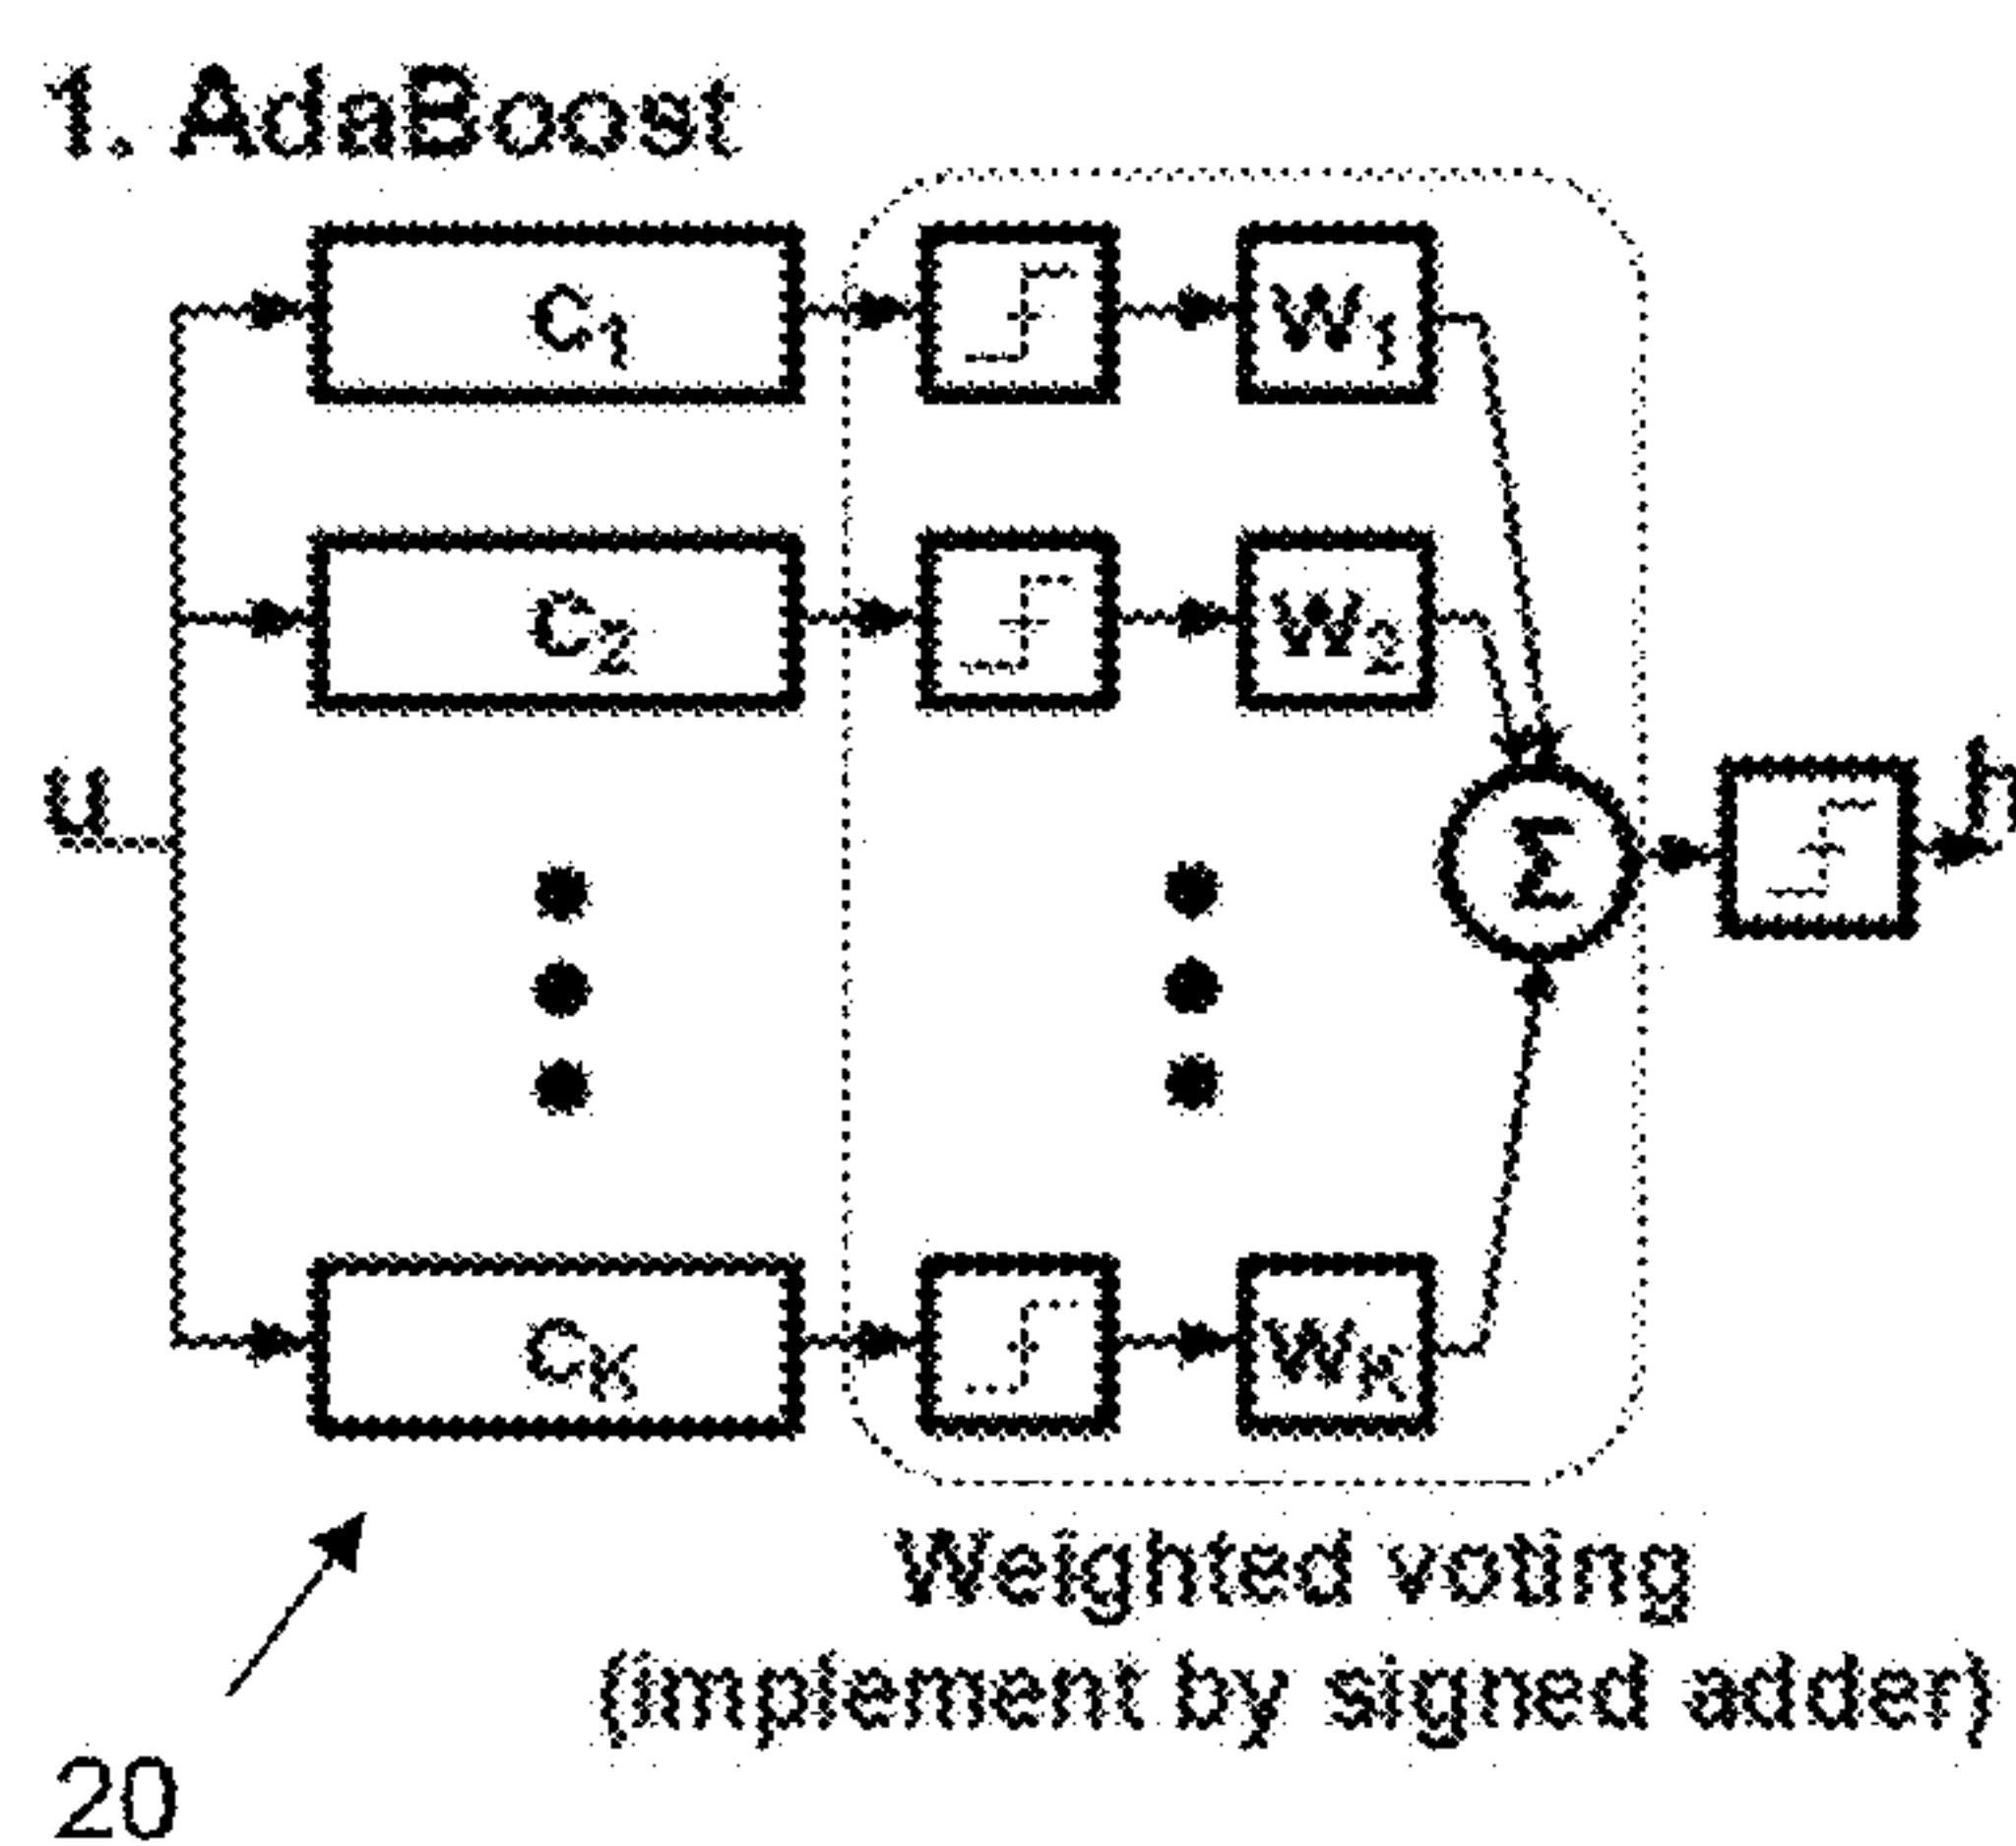 1. AdaBoost
C1
W1
C2
W2
u
Σ
h
CK
WK
Weighted voting
(implement by signed adder)
20